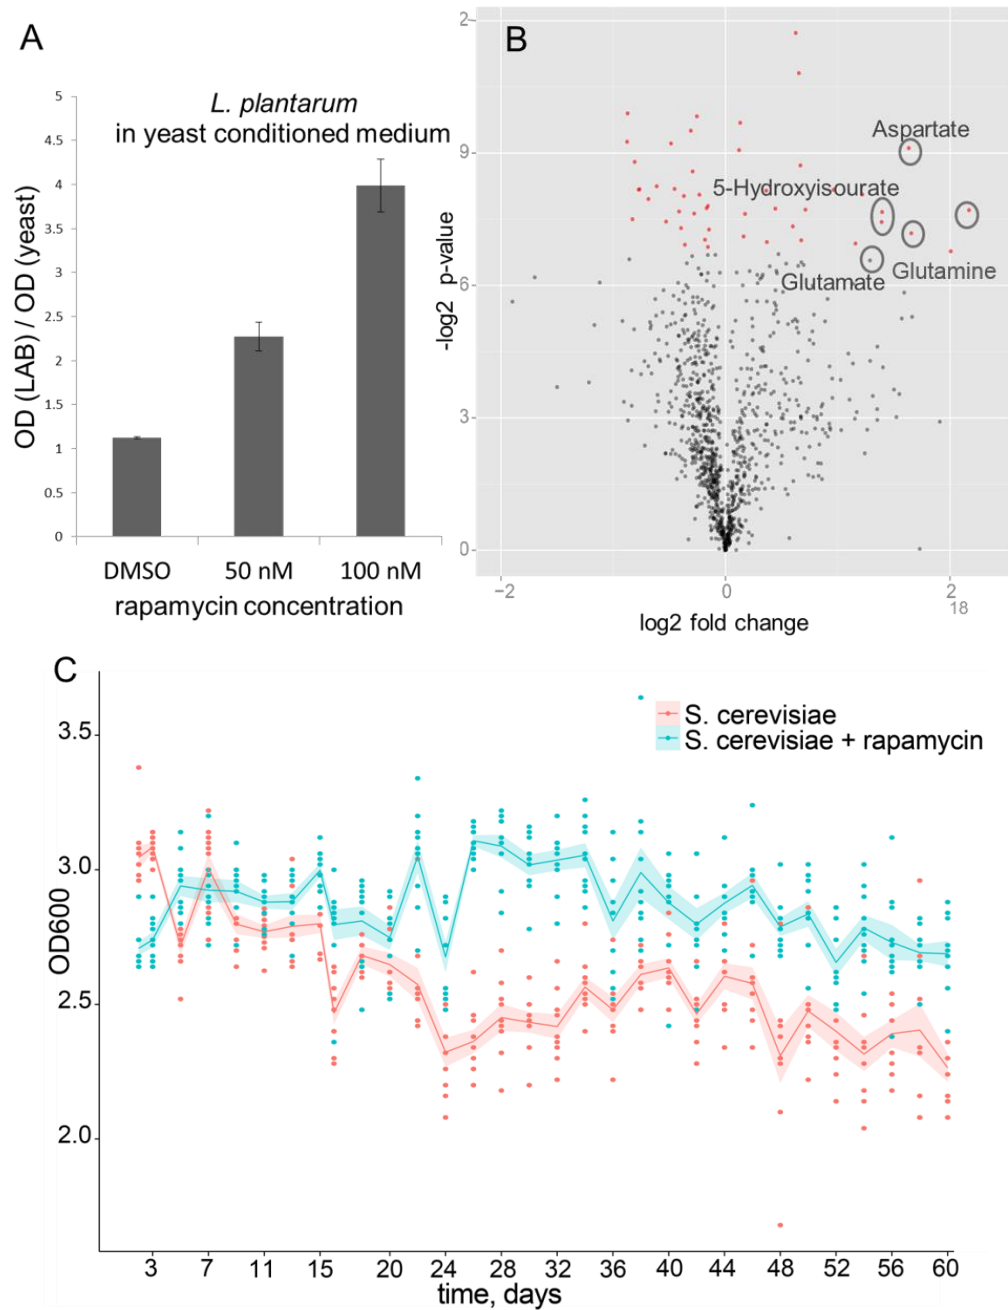 A
L. plantarum
in yeast conditioned medium
OD (LAB) / OD (yeast)
5
4.5
4
3.5
3
2.5
2
1.5
1
0.5
0
DMSO
50 nM
100 nM
rapamycin concentration
B
-log2 p-value
2
9
6
3
0
Aspartate
5-Hydroxyisourate
Glutamate
Glutamine
−2
0
2
18
log2 fold change
C
OD600
3.5
3.0
2.5
2.0
S. cerevisiae
S. cerevisiae + rapamycin
3 7 11 15 20 24 28 32 36 40 44 48 52 56 60
time, days